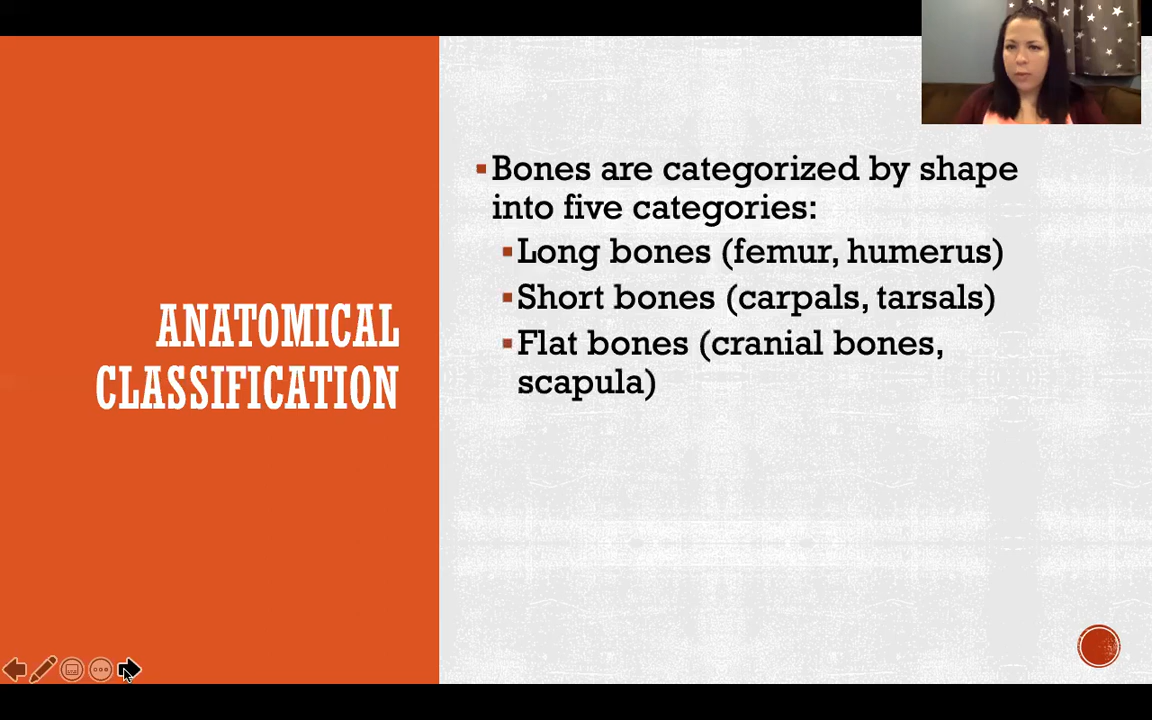 ANATOMICAL
CLASSIFICATION
Bones are categorized by shape
into five categories:
Long bones (femur, humerus)
Short bones (carpals, tarsals)
Flat bones (cranial bones,
scapula)